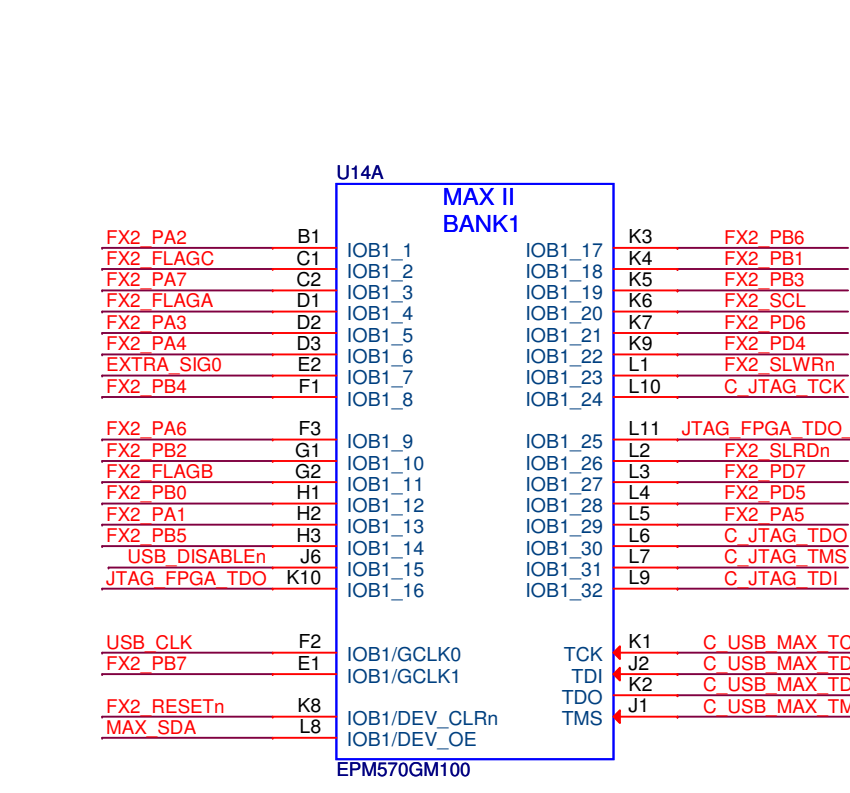 U14A
MAX II
BANK1
FX2_PA2 B1 IOB1_1 IOB1_17 K3 FX2_PB6
FX2_FLAGC C1 IOB1_2 IOB1_18 K4 FX2_PB1
FX2_PA7 C2 IOB1_3 IOB1_19 K5 FX2_PB3
FX2_FLAGA D1 IOB1_4 IOB1_20 K6 FX2_SCL
FX2_PA3 D2 IOB1_5 IOB1_21 K7 FX2_PD6
FX2_PA4 D3 IOB1_6 IOB1_22 K9 FX2_PD4
EXTRA_SIG0 E2 IOB1_7 IOB1_23 L1 FX2_SLWRn
FX2_PB4 F1 IOB1_8 IOB1_24 L10 C_JTAG_TCK
FX2_PA6 F3 IOB1_9 IOB1_25 L11 JTAG_FPGA_TDO_
FX2_PB2 G1 IOB1_10 IOB1_26 L2 FX2_SLRDn
FX2_FLAGB G2 IOB1_11 IOB1_27 L3 FX2_PD7
FX2_PB0 H1 IOB1_12 IOB1_28 L4 FX2_PD5
FX2_PA1 H2 IOB1_13 IOB1_29 L5 FX2_PA5
FX2_PB5 H3 IOB1_14 IOB1_30 L6 C_JTAG_TDO
USB_DISABLEn J6 IOB1_15 IOB1_31 L7 C_JTAG_TMS
JTAG_FPGA_TDO K10 IOB1_16 IOB1_32 L9 C_JTAG_TDI
USB_CLK F2 IOB1/GCLK0 TCK K1 C_USB_MAX_TC
FX2_PB7 E1 IOB1/GCLK1 TDI J2 C_USB_MAX_TD
TDO K2 C_USB_MAX_TD
FX2_RESETn K8 IOB1/DEV_CLRn TMS J1 C_USB_MAX_TM
MAX_SDA L8 IOB1/DEV_OE
EPM570GM100